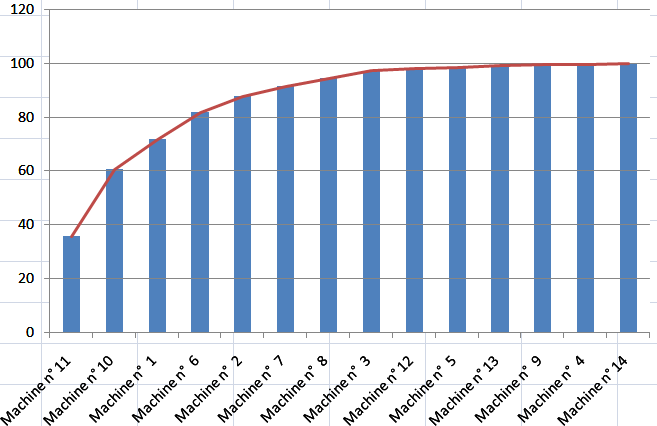 120
100
80
60
40
20
0
Machine n° 11
Machine n° 10
Machine n° 1
Machine n° 6
Machine n° 2
Machine n° 7
Machine n° 8
Machine n° 3
Machine n° 12
Machine n° 5
Machine n° 13
Machine n° 9
Machine n° 4
Machine n° 14